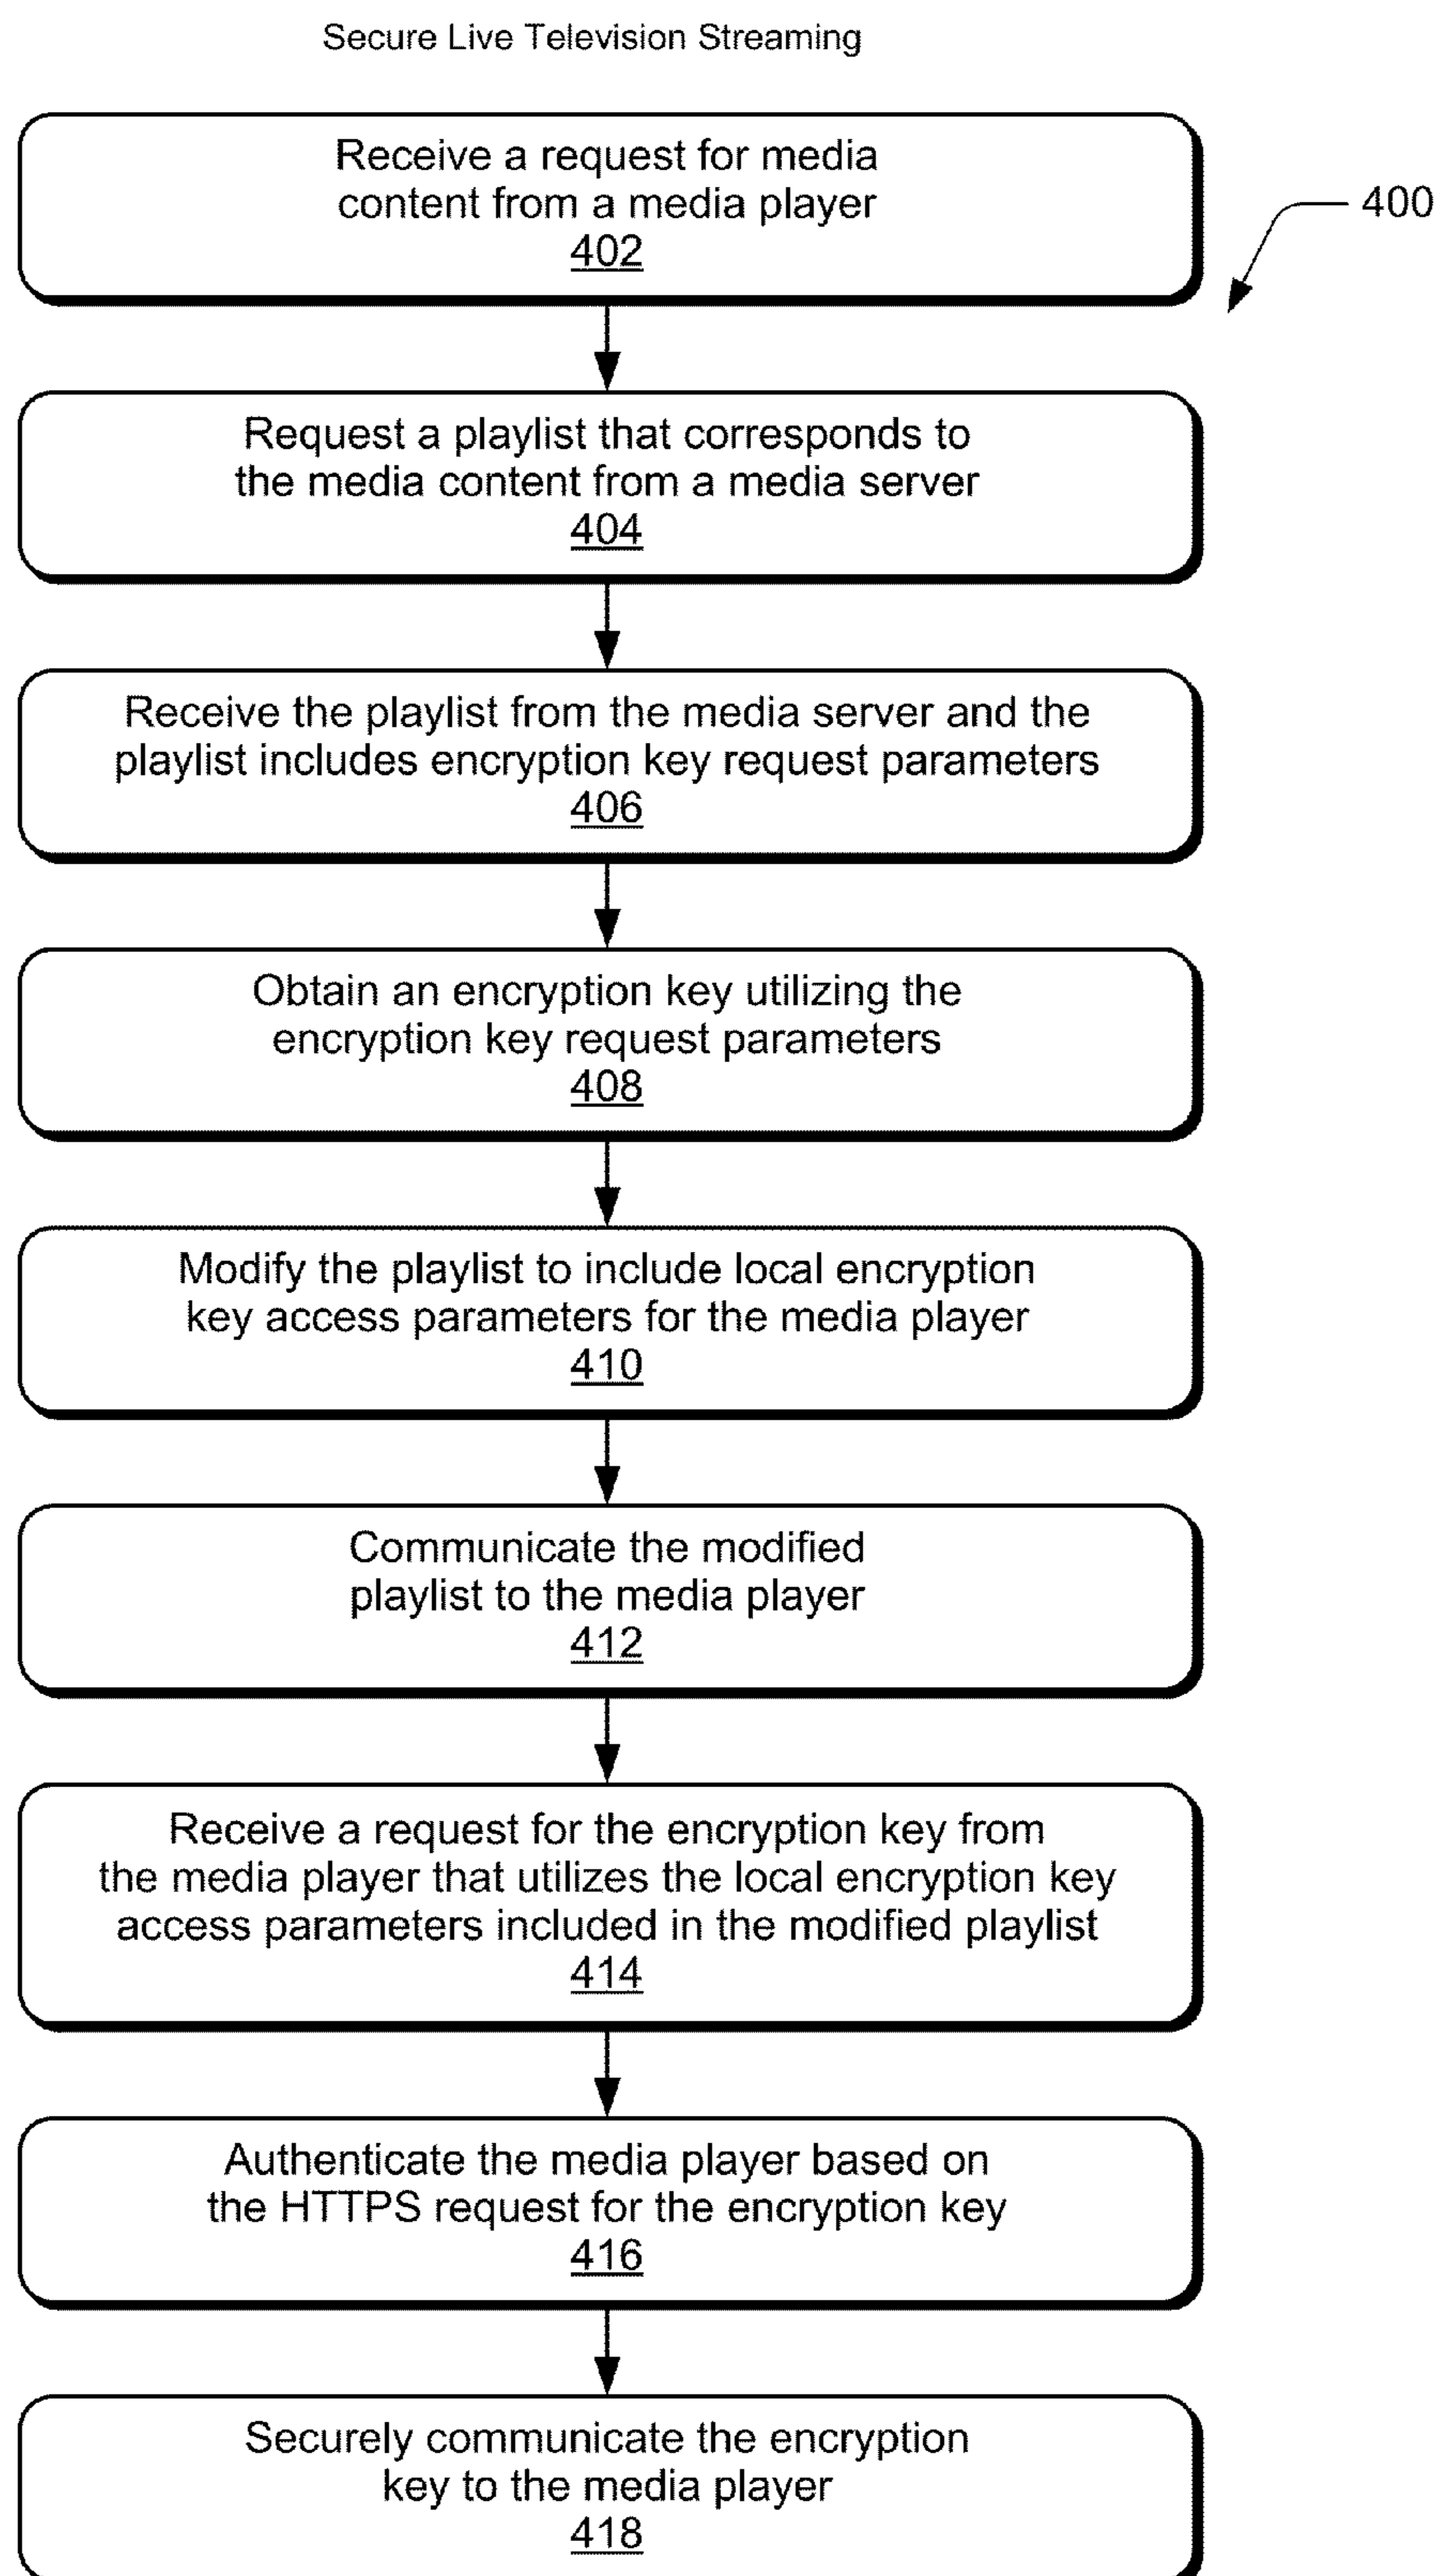 Secure Live Television Streaming
Receive a request for media
content from a media player
402
400
Request a playlist that corresponds to
the media content from a media server
404
Receive the playlist from the media server and the
playlist includes encryption key request parameters
406
Obtain an encryption key utilizing the
encryption key request parameters
408
Modify the playlist to include local encryption
key access parameters for the media player
410
Communicate the modified
playlist to the media player
412
Receive a request for the encryption key from
the media player that utilizes the local encryption key
access parameters included in the modified playlist
414
Authenticate the media player based on
the HTTPS request for the encryption key
416
Securely communicate the encryption
key to the media player
418